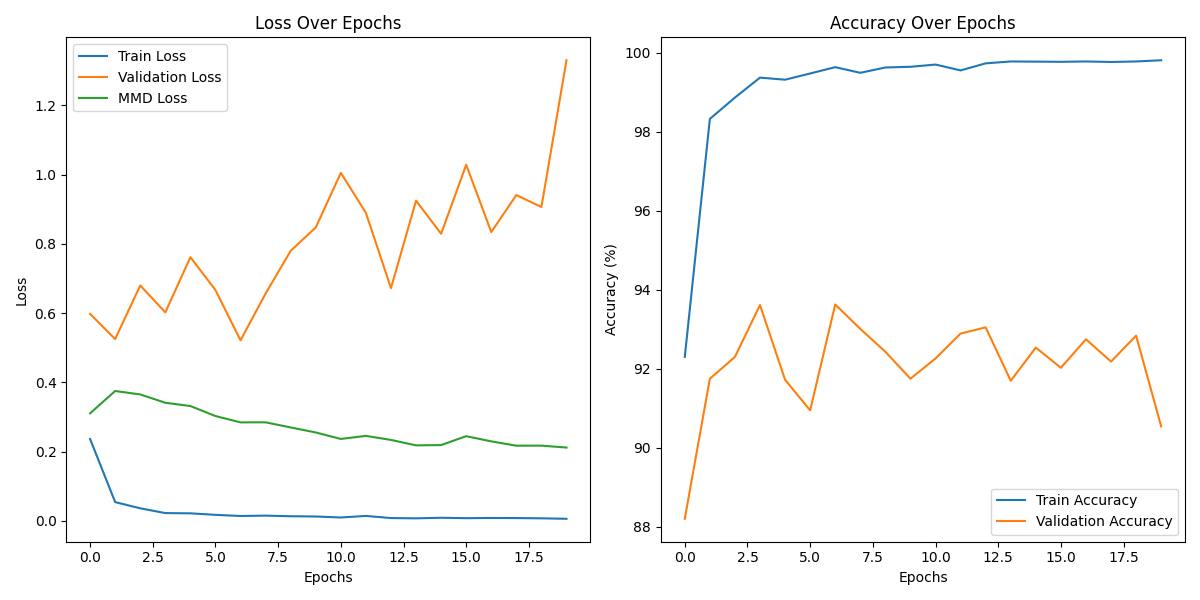 Loss Over Epochs
Train Loss
Validation Loss
MMD Loss
1.2
1.0
0.8
0.6
0.4
0.2
0.0
Loss
0.0 2.5 5.0 7.5 10.0 12.5 15.0 17.5
Epochs
Accuracy Over Epochs
100
98
96
94
92
90
88
Accuracy (%)
Train Accuracy
Validation Accuracy
0.0 2.5 5.0 7.5 10.0 12.5 15.0 17.5
Epochs